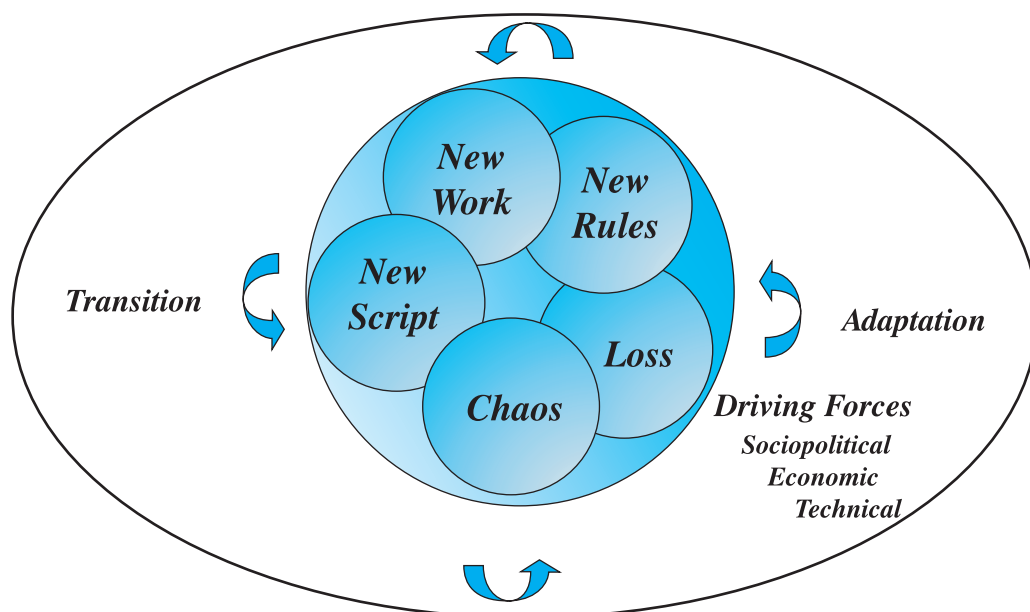 New
Work
New
Rules
New
Script
Transition
Adaptation
Loss
Chaos
Driving Forces
Sociopolitical
Economic
Technical